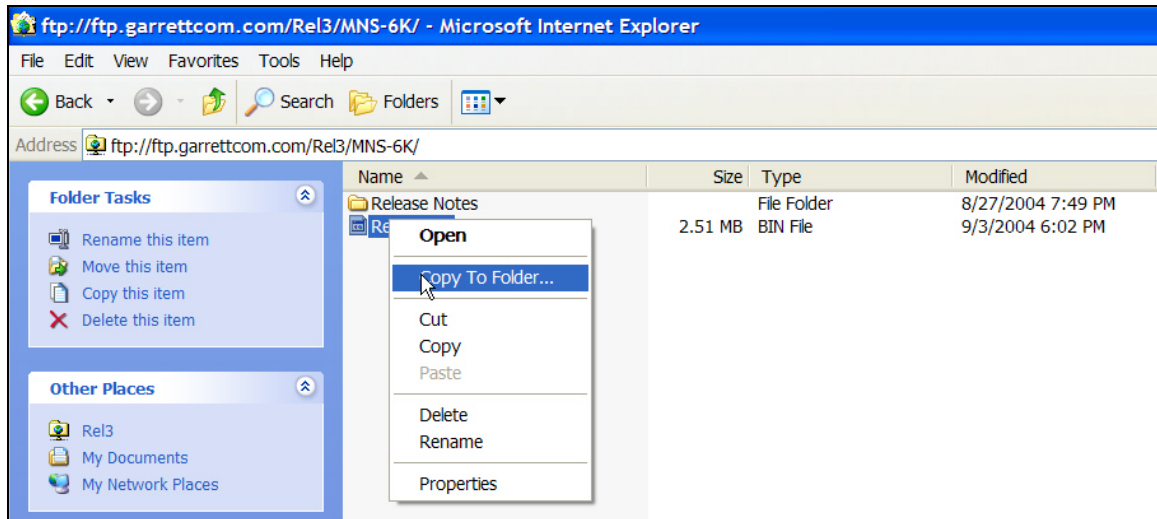 ftp://ftp.garrettcom.com/Rel3/MNS-6K/ - Microsoft Internet Explorer
File Edit View Favorites Tools Help
Back Search Folders
Address ftp://ftp.garrettcom.com/Rel3/MNS-6K/
Folder Tasks
Rename this item
Move this item
Copy this item
Delete this item
Other Places
Rel3
My Documents
My Network Places
Name Size Type Modified
Release Notes File Folder 8/27/2004 7:49 PM
2.51 MB BIN File 9/3/2004 6:02 PM
Open
Copy To Folder...
Cut
Copy
Paste
Delete
Rename
Properties